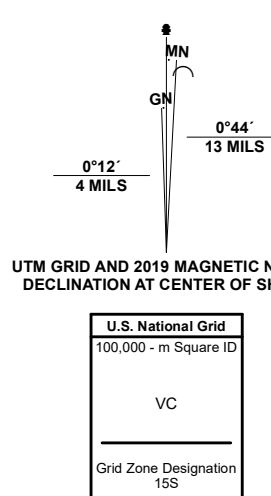 MN
GN
0°44´
13 MILS
0°12´
4 MILS
UTM GRID AND 2019 MAGNETIC N
DECLINATION AT CENTER OF SH
U.S. National Grid
100,000 - m Square ID
VC
Grid Zone Designation
15S